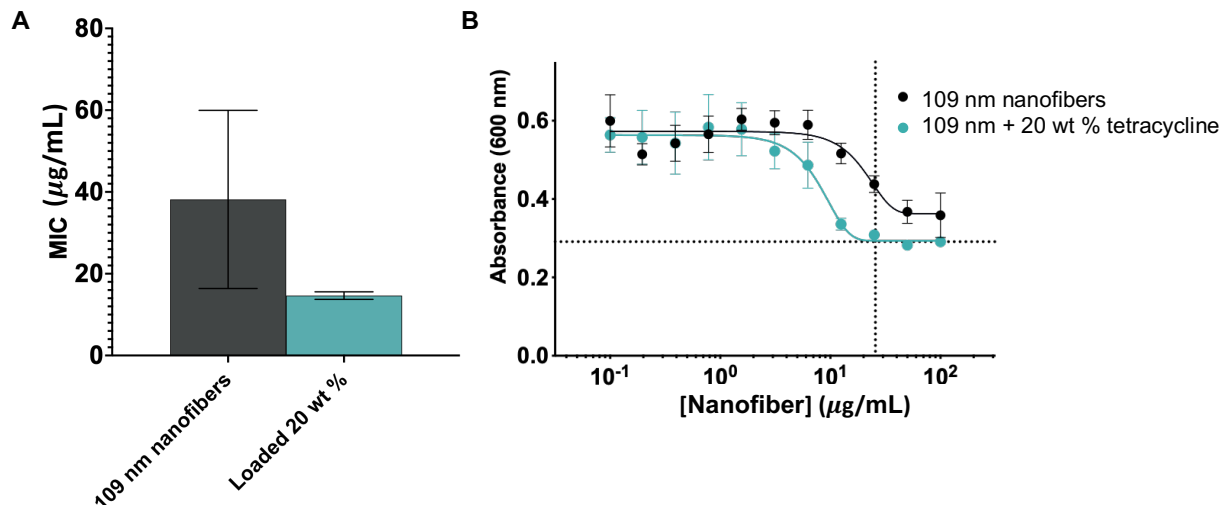 A
MIC (μg/mL)
80
60
40
20
0
109 nm nanofibers
Loaded 20 wt %
B
Absorbance (600 nm)
0.6
0.4
0.2
0.0
10⁻¹ 10⁰ 10¹ 10²
[Nanofiber] (μg/mL)
109 nm nanofibers
109 nm + 20 wt % tetracycline